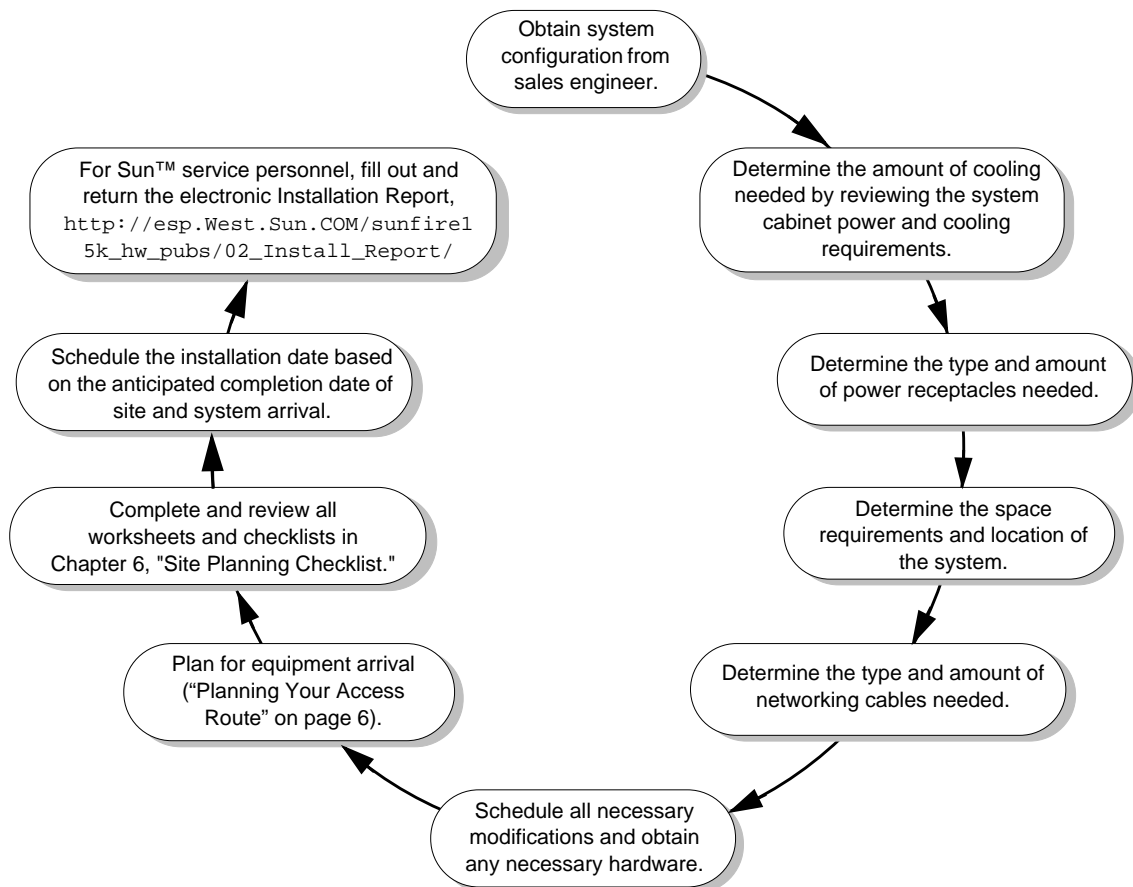 Obtain system
configuration from
sales engineer.
Determine the amount of cooling
needed by reviewing the system
cabinet power and cooling
requirements.
Determine the type and amount
of power receptacles needed.
Determine the space
requirements and location of
the system.
Determine the type and amount of
networking cables needed.
Schedule all necessary
modifications and obtain
any necessary hardware.
Plan for equipment arrival
(“Planning Your Access
Route” on page 6).
Complete and review all
worksheets and checklists in
Chapter 6, "Site Planning Checklist."
Schedule the installation date based
on the anticipated completion date of
site and system arrival.
For Sun™ service personnel, fill out and
return the electronic Installation Report,
http://esp.West.Sun.COM/sunfire1
5k_hw_pubs/02_Install_Report/